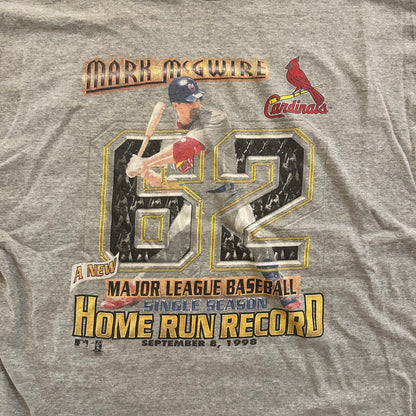 MARK McGWIRE
Cardinals
62
A NEW
MAJOR LEAGUE BASEBALL
SINGLE SEASON
HOME RUN RECORD
SEPTEMBER 8, 1998